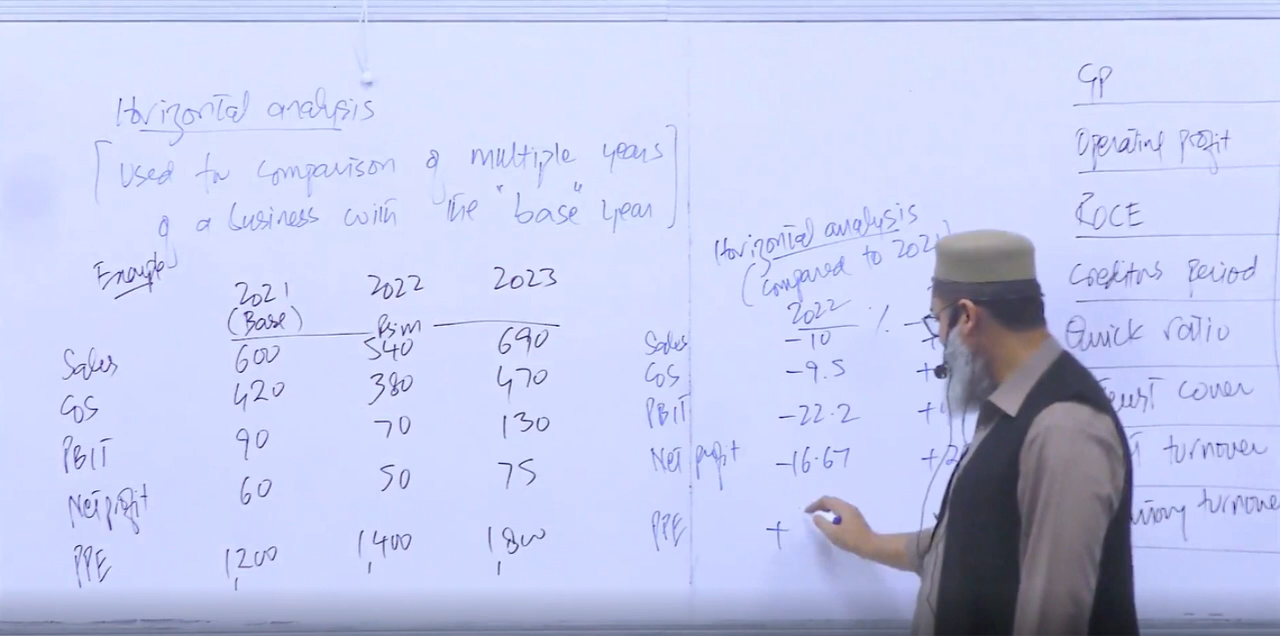 Horizontal analysis
[Used for comparison of multiple years
of a business with the "base" year]
Example
2021 2022 2023
(Base) $sim
Sales 600 540 690
COS 420 380 470
PBIT 90 70 130
Net profit 60 50 75
PPE 1,200 1,400 1,800
Horizontal analysis
(compared to 2021)
2022 %
Sales -10
COS -9.5 +
PBIT -22.2 +4
Net profit -16.67 +2
PPE +
GP
Operating profit
ROCE
Creditors Period
Quick ratio
cover
turnover
turnover